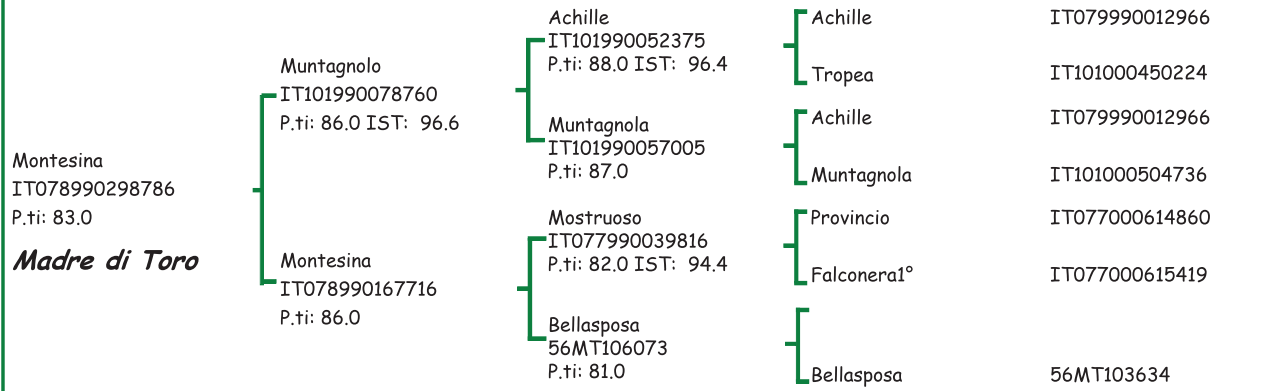 Montesina
IT078990298786
P.ti: 83.0
Madre di Toro
Muntagnolo
IT101990078760
P.ti: 86.0 IST: 96.6
Montesina
IT078990167716
P.ti: 86.0
Achille
IT101990052375
P.ti: 88.0 IST: 96.4
Muntagnola
IT101990057005
P.ti: 87.0
Mostruoso
IT077990039816
P.ti: 82.0 IST: 94.4
Bellasposa
56MT106073
P.ti: 81.0
Achille IT079990012966
Tropea IT101000450224
Achille IT079990012966
Muntagnola IT101000504736
Provincio IT077000614860
Falconera1° IT077000615419
Bellasposa 56MT103634